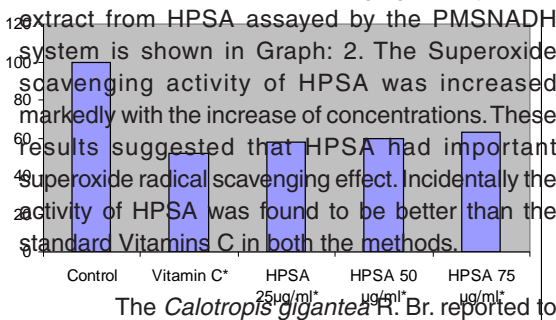 extract from HPSA assayed by the PMSNADH
system is shown in Graph: 2. The Superoxide
scavenging activity of HPSA was increased
markedly with the increase of concentrations. These
results suggested that HPSA had important
superoxide radical scavenging effect. Incidentally the
activity of HPSA was found to be better than the
standard Vitamins C in both the methods.
120
100
80
60
40
20
0
Control
Vitamin C*
HPSA
25µg/ml*
HPSA 50
µg/ml*
HPSA 75
µg/ml*
The Calotropis gigantea R. Br. reported to